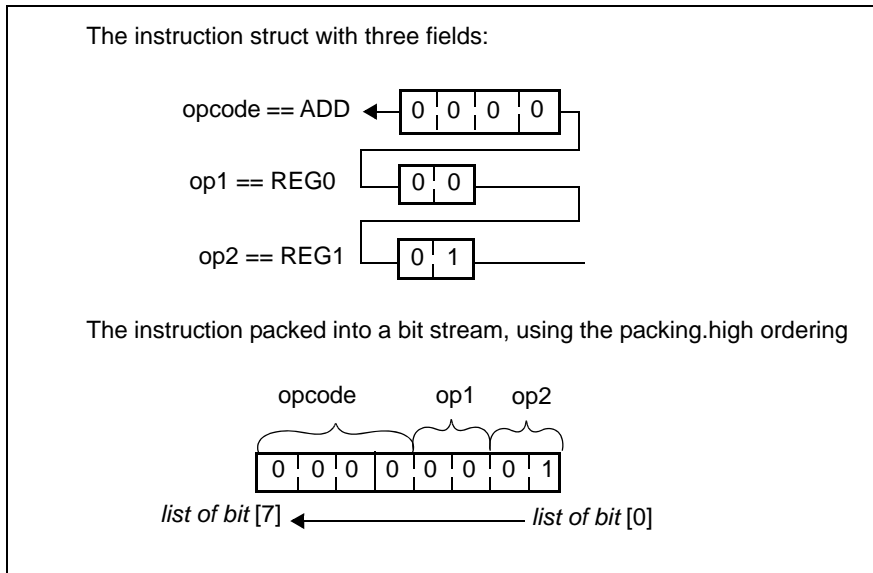 The instruction struct with three fields:
opcode == ADD 0 0 0 0
op1 == REG0 0 0
op2 == REG1 0 1
The instruction packed into a bit stream, using the packing.high ordering
opcode op1 op2
0 0 0 0 0 0 0 1
list of bit [7] list of bit [0]